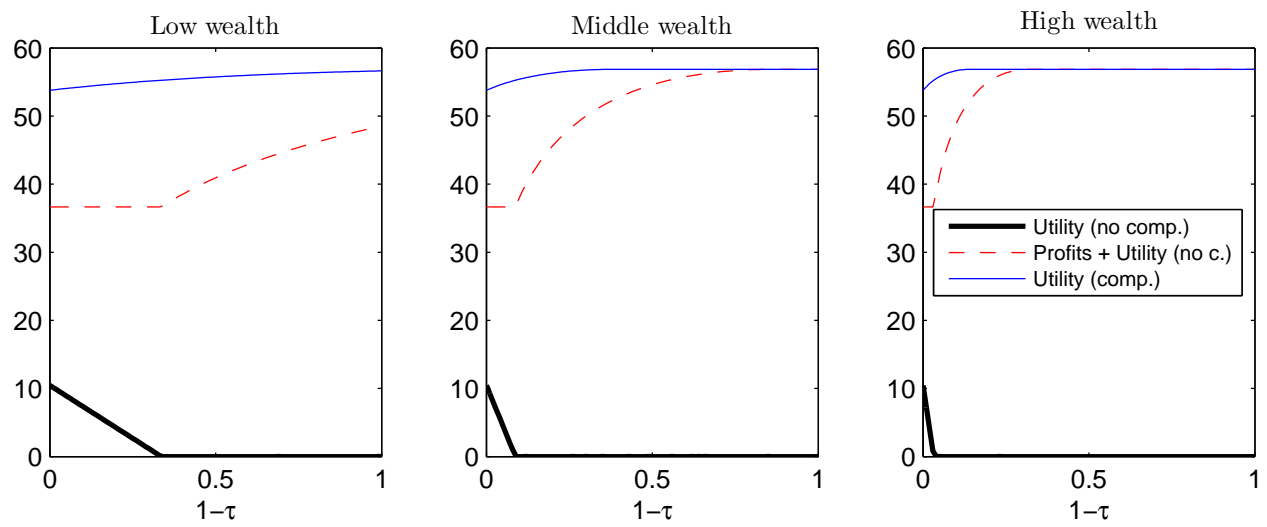 Low wealth
60
50
40
30
20
10
0
0 0.5 1
1−τ
Middle wealth
60
50
40
30
20
10
0
0 0.5 1
1−τ
High wealth
60
50
40
30
20
10
0
0 0.5 1
1−τ
Utility (no comp.)
Profits + Utility (no c.)
Utility (comp.)